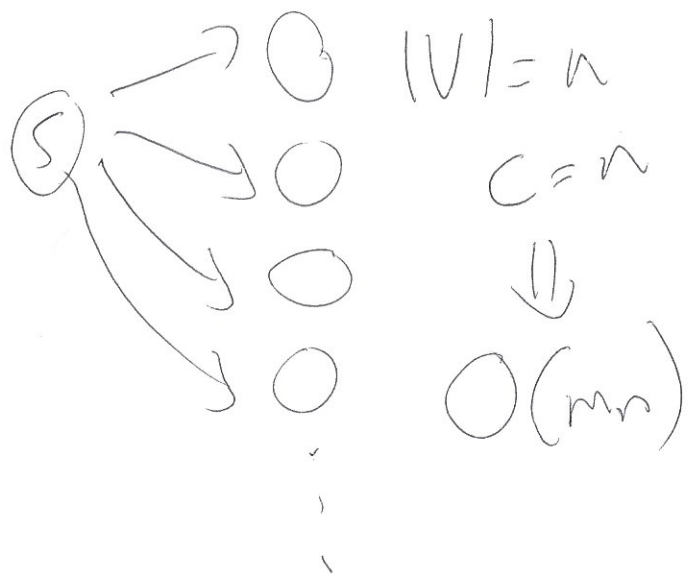 S
|V| = n
C = n
⇓
O(mn)